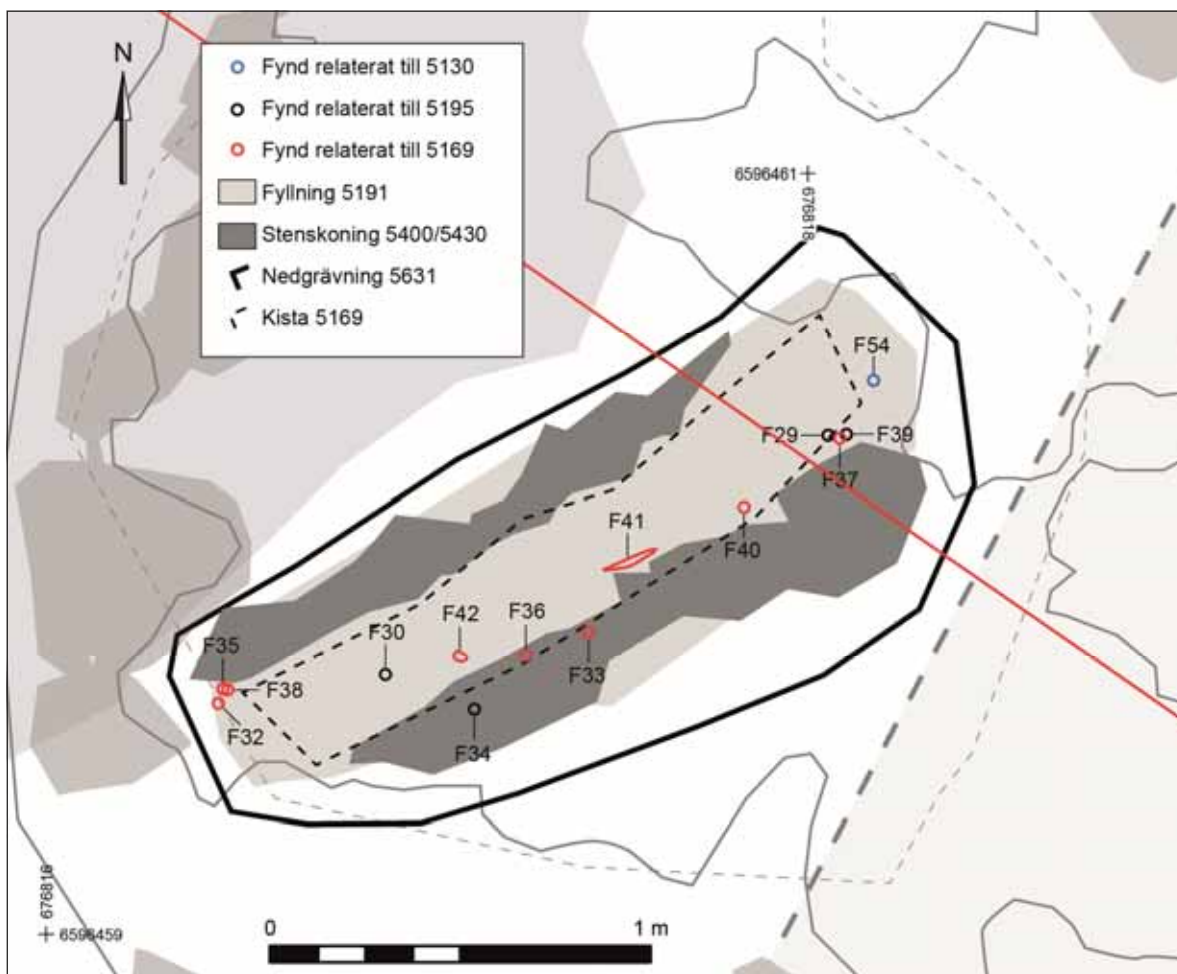 N
Fynd relaterat till 5130
Fynd relaterat till 5195
Fynd relaterat till 5169
Fyllning 5191
Stenskoning 5400/5430
Nedgrävning 5631
Kista 5169
6596461
676818
F54
F29
F39
F37
F40
F41
F42
F36
F30
F33
F35
F38
F32
F34
676816
6596459
0 1 m